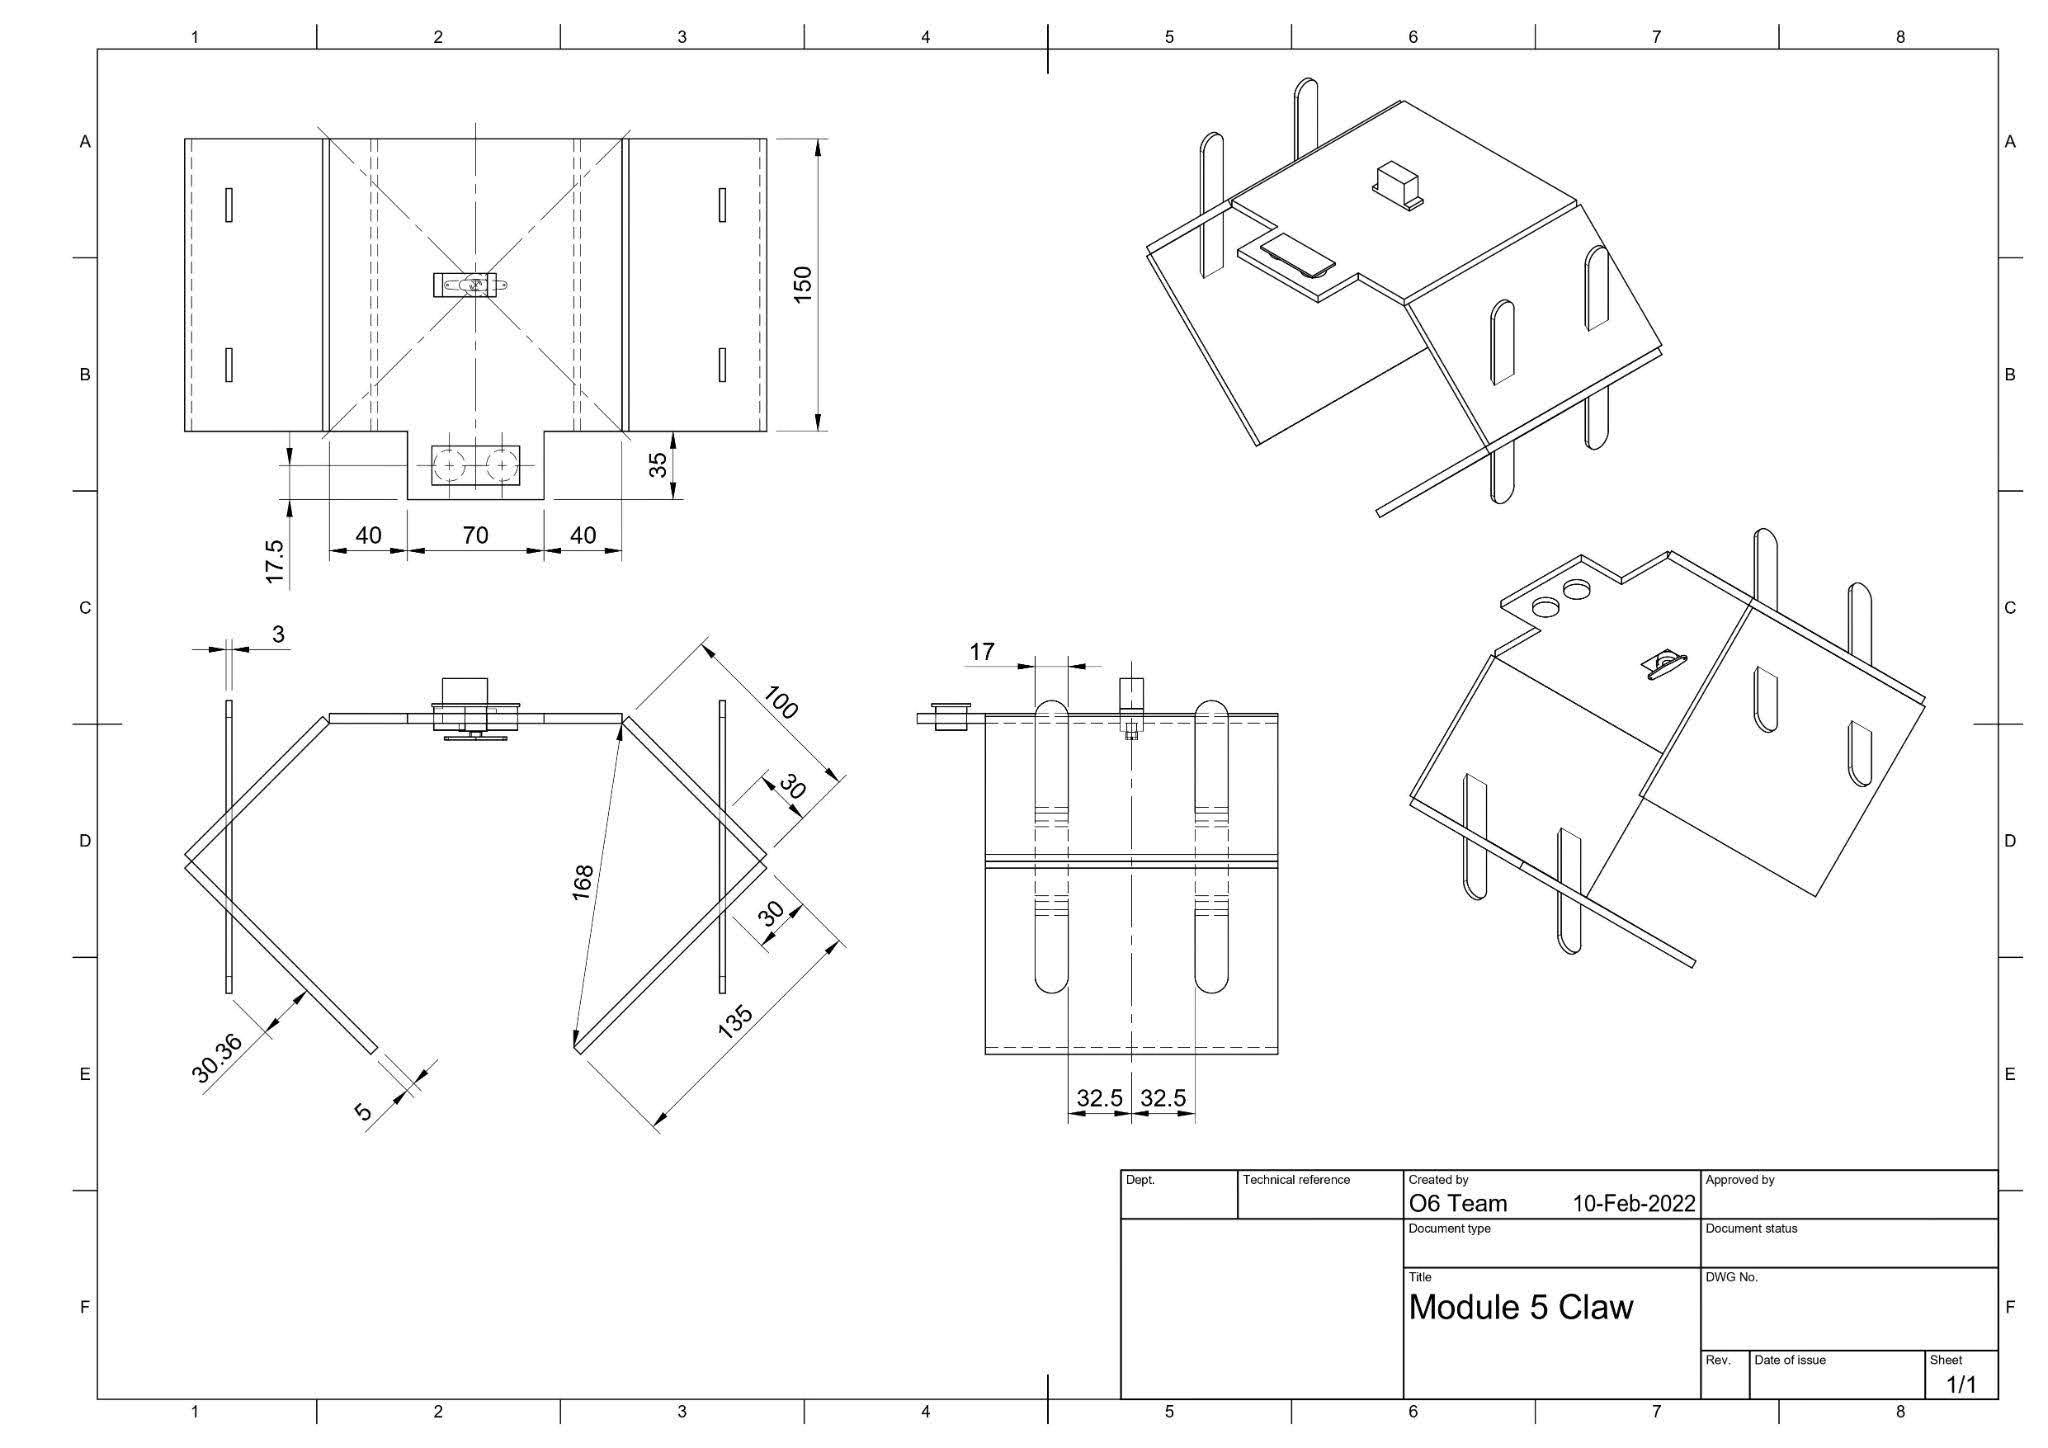 1 2 3 4 5 6 7 8
A A
150
B B
35
40 70 40
17.5
C C
3
17
100
30
D D
168
30
135
30.36
5
E E
32.5 32.5
Dept. Technical reference Created by Approved by
O6 Team 10-Feb-2022
Document type Document status
Title DWG No.
Module 5 Claw
F F
Rev. Date of issue Sheet
1/1
1 2 3 4 5 6 7 8